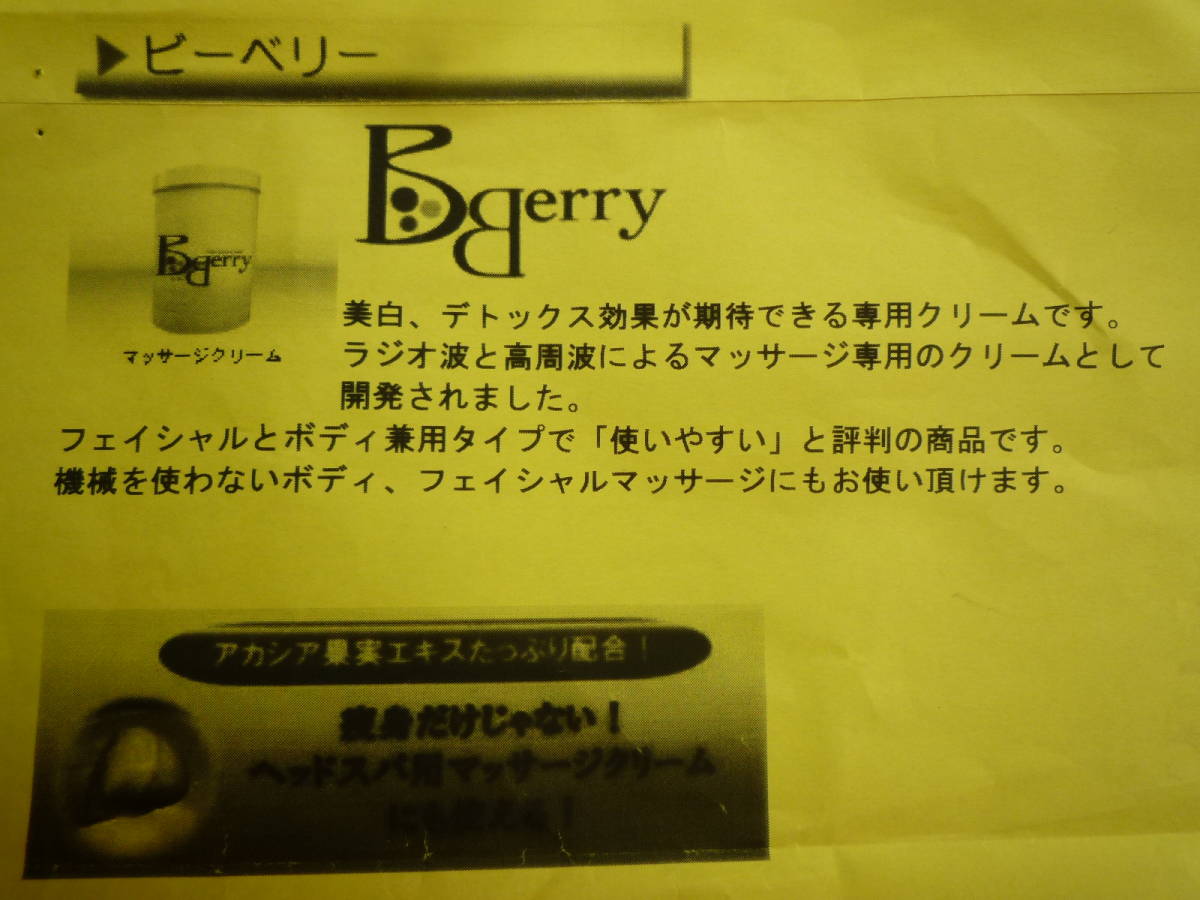 ▶ビーベリー
BBerry
BBerry
マッサージクリーム
美白、デトックス効果が期待できる専用クリームです。
ラジオ波と高周波によるマッサージ専用のクリームとして
開発されました。
フェイシャルとボディ兼用タイプで「使いやすい」と評判の商品です。
機械を使わないボディ、フェイシャルマッサージにもお使い頂けます。
アカシア果実エキスたっぷり配合！
痩身だけじゃない！
ヘッドスパ用マッサージクリーム
にも使える！